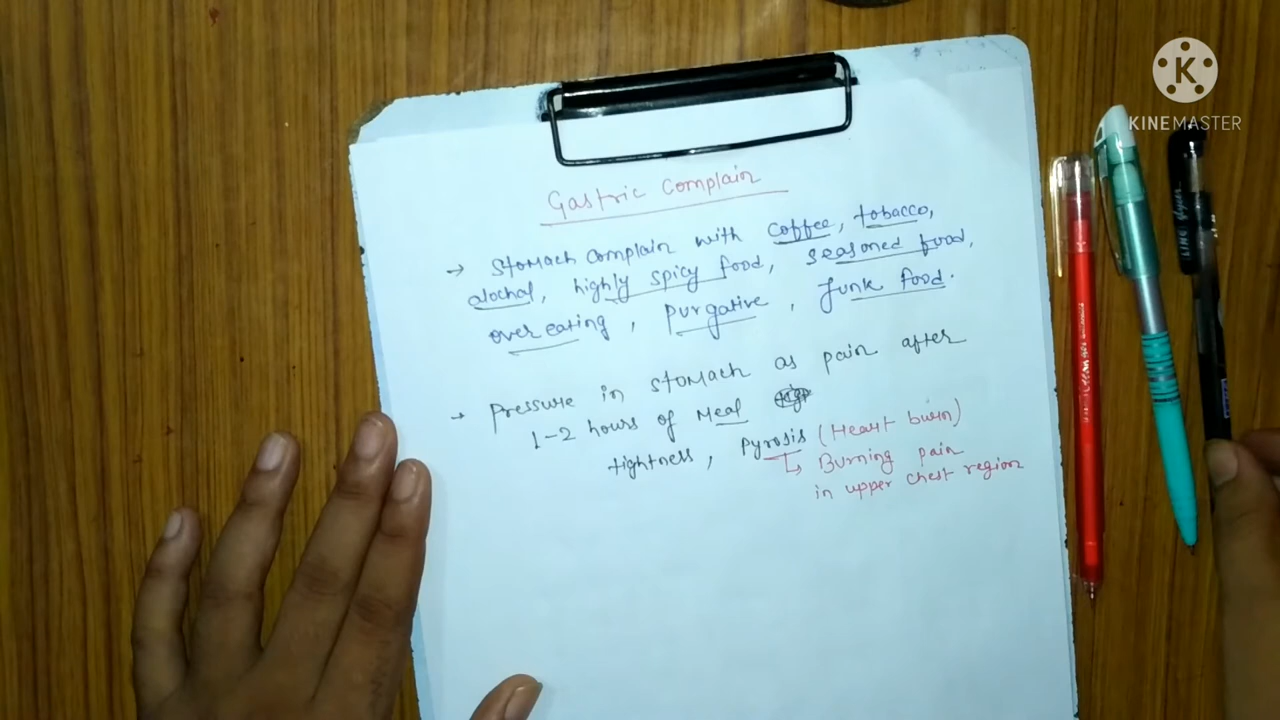 KINEMASTER
Gastric Complain
→ Stomach complain with coffee, tobacco,
alochal, highly spicy food, seasoned food,
over eating, purgative, Junk food.
→ Pressure in stomach as pain after
1-2 hours of Meal
tightness, Pyrosis (Heart burn)
↳ Burning pain
in upper chest region